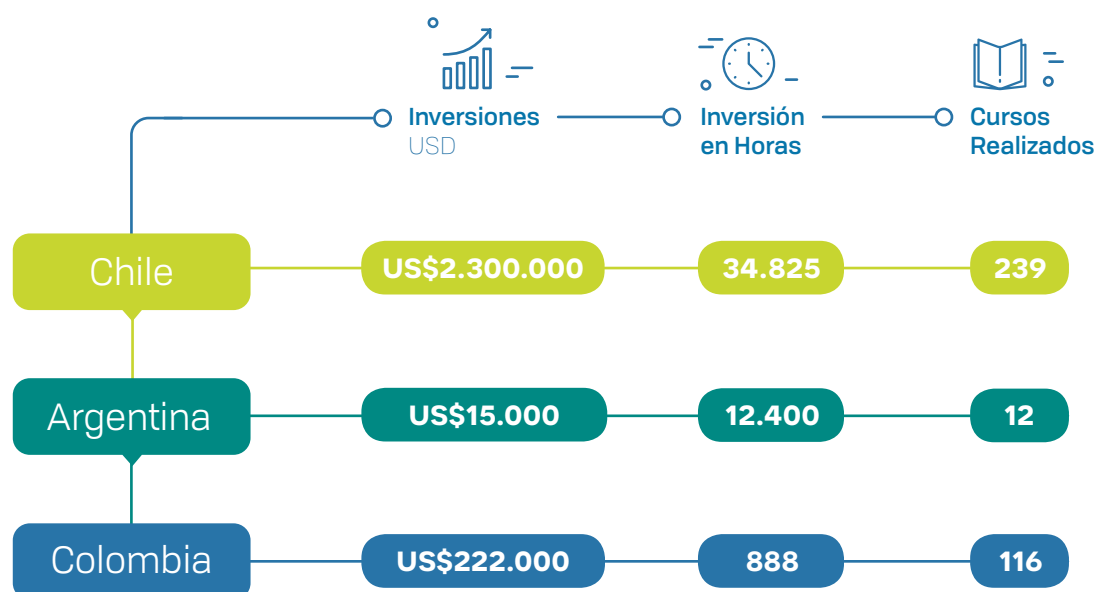 Inversiones
USD
Inversión
en Horas
Cursos
Realizados
Chile
US$2.300.000
34.825
239
Argentina
US$15.000
12.400
12
Colombia
US$222.000
888
116